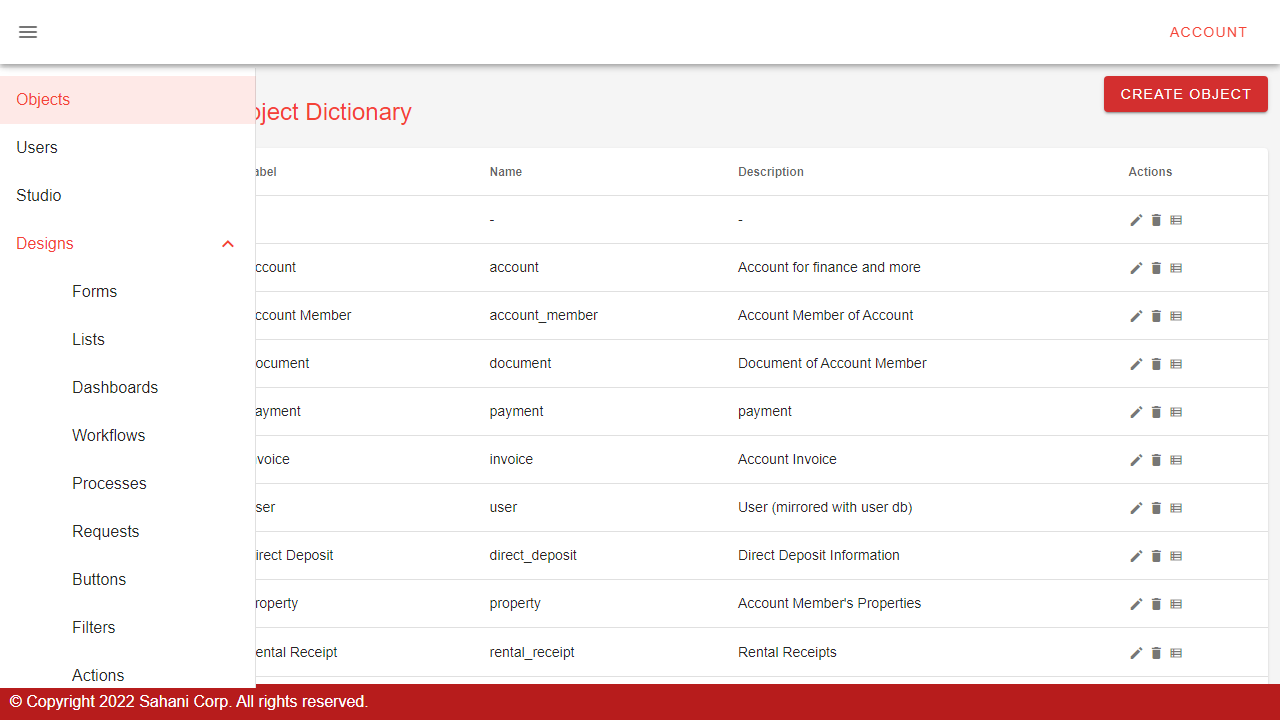 ACCOUNT
Objects
Users
Studio
Designs
Forms
Lists
Dashboards
Workflows
Processes
Requests
Buttons
Filters
Actions
bject Dictionary
CREATE OBJECT
abel Name Description Actions
- -
ccount account Account for finance and more
ccount Member account_member Account Member of Account
ocument document Document of Account Member
ayment payment payment
nvoice invoice Account Invoice
ser user User (mirrored with user db)
irect Deposit direct_deposit Direct Deposit Information
roperty property Account Member's Properties
ental Receipt rental_receipt Rental Receipts
© Copyright 2022 Sahani Corp. All rights reserved.